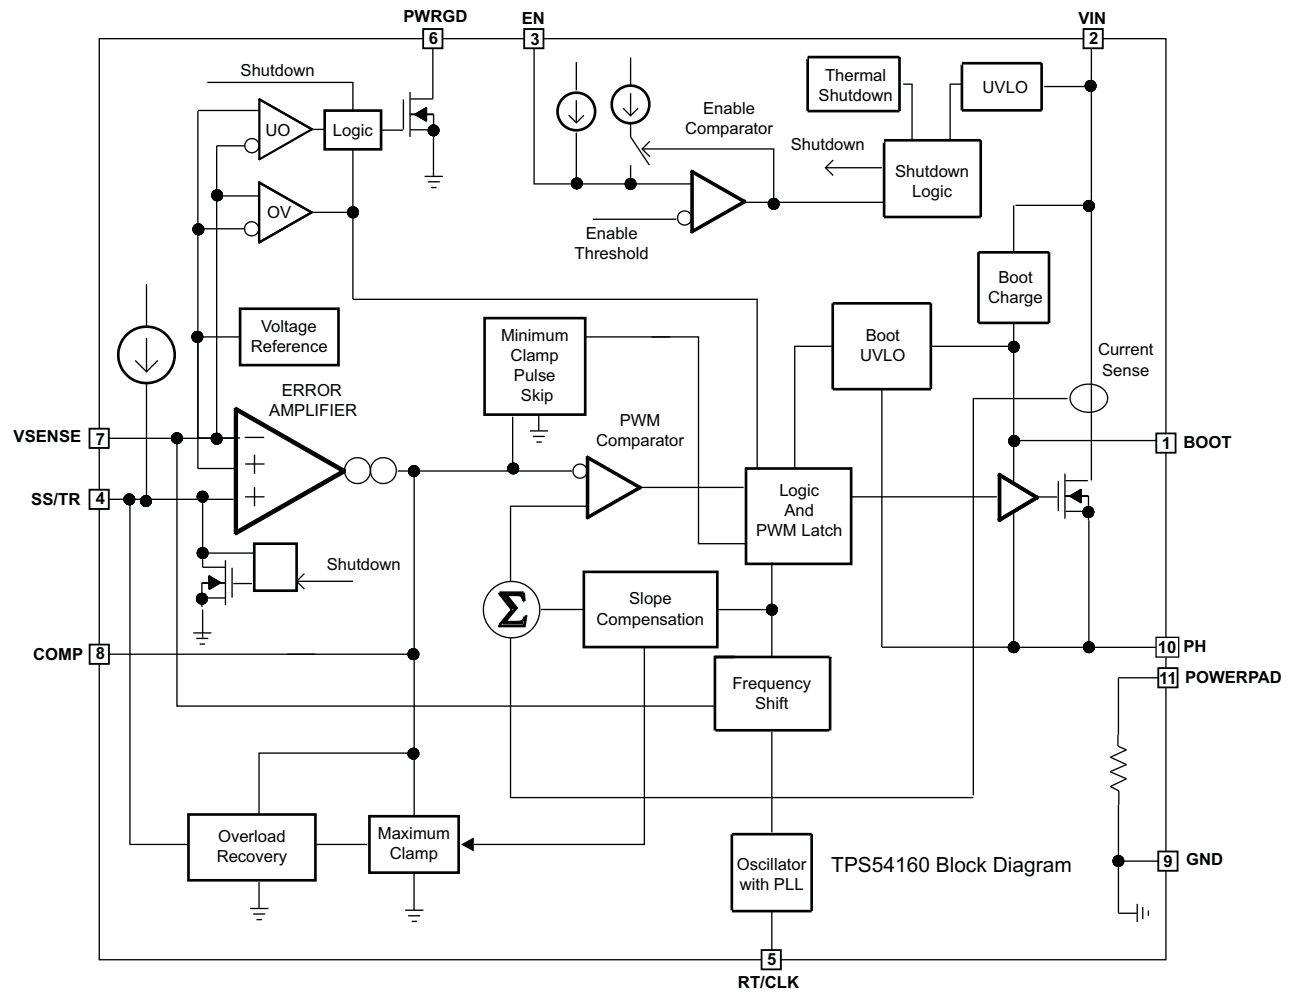 PWRGD
6
EN
3
VIN
2
Shutdown
UO
Logic
OV
Enable
Comparator
Enable
Threshold
Thermal
Shutdown
UVLO
Shutdown
Shutdown
Logic
Boot
Charge
Boot
UVLO
Current
Sense
Voltage
Reference
Minimum
Clamp
Pulse
Skip
ERROR
AMPLIFIER
PWM
Comparator
VSENSE
7
SS/TR
4
−
+
+
1
BOOT
Logic
And
PWM Latch
Shutdown
Σ
Slope
Compensation
COMP
8
10
PH
11
POWERPAD
Frequency
Shift
Overload
Recovery
Maximum
Clamp
Oscillator
with PLL
TPS54160 Block Diagram
9
GND
5
RT/CLK